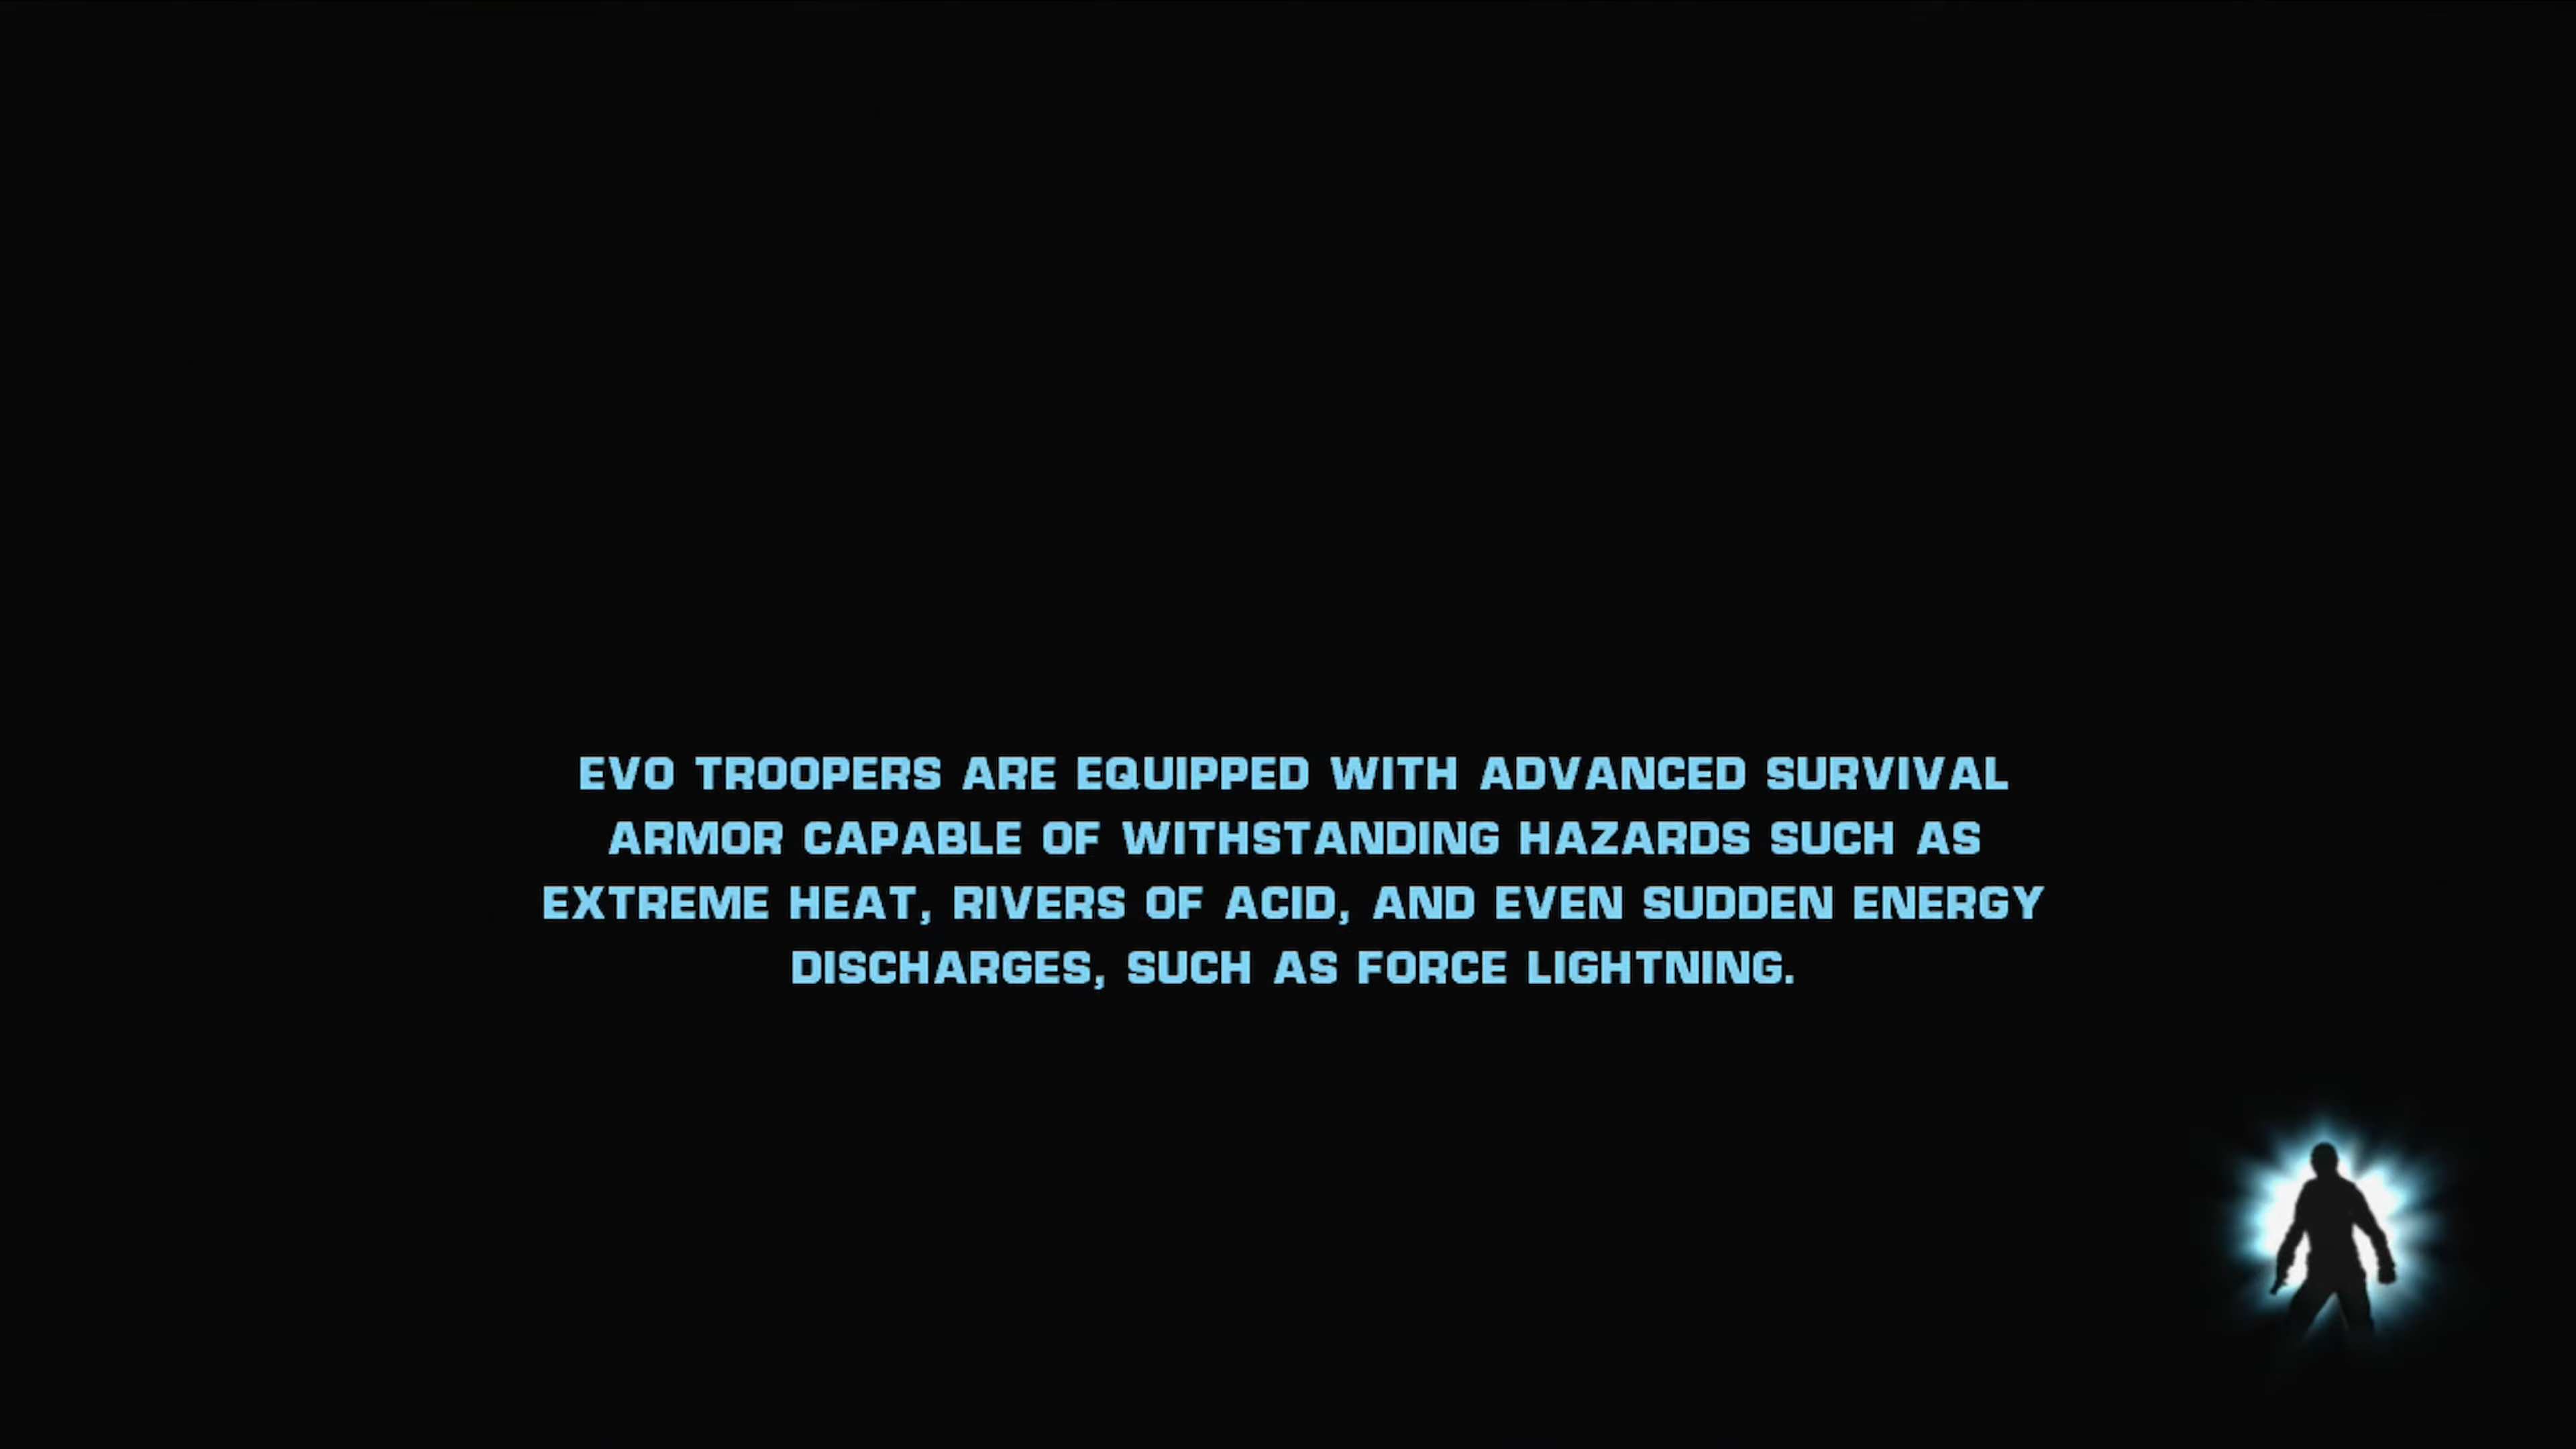 EVO TROOPERS ARE EQUIPPED WITH ADVANCED SURVIVAL
ARMOR CAPABLE OF WITHSTANDING HAZARDS SUCH AS
EXTREME HEAT, RIVERS OF ACID, AND EVEN SUDDEN ENERGY
DISCHARGES, SUCH AS FORCE LIGHTNING.